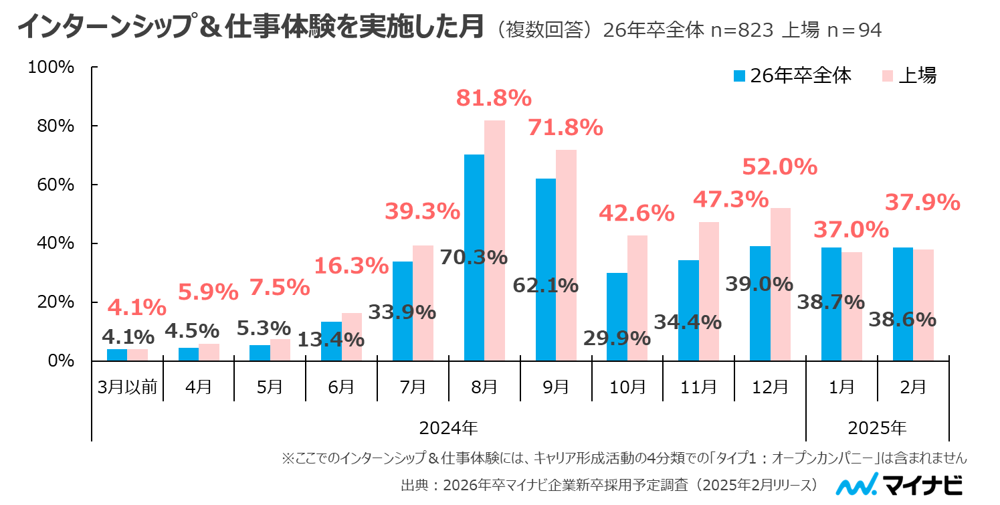 インターンシップ＆仕事体験を実施した月（複数回答）26年卒全体 n=823 上場 n＝94
26年卒全体 上場
100%
80%
60%
40%
20%
0%
4.1% 5.9% 7.5% 16.3% 39.3% 81.8% 71.8% 42.6% 47.3% 52.0% 37.0% 37.9%
4.1% 4.5% 5.3% 13.4% 33.9% 70.3% 62.1% 29.9% 34.4% 39.0% 38.7% 38.6%
3月以前 4月 5月 6月 7月 8月 9月 10月 11月 12月 1月 2月
2024年 2025年
※ここでのインターンシップ＆仕事体験には、キャリア形成活動の4分類での「タイプ1：オープンカンパニー」は含まれません
出典：2026年卒マイナビ企業新卒採用予定調査（2025年2月リリース）
マイナビ